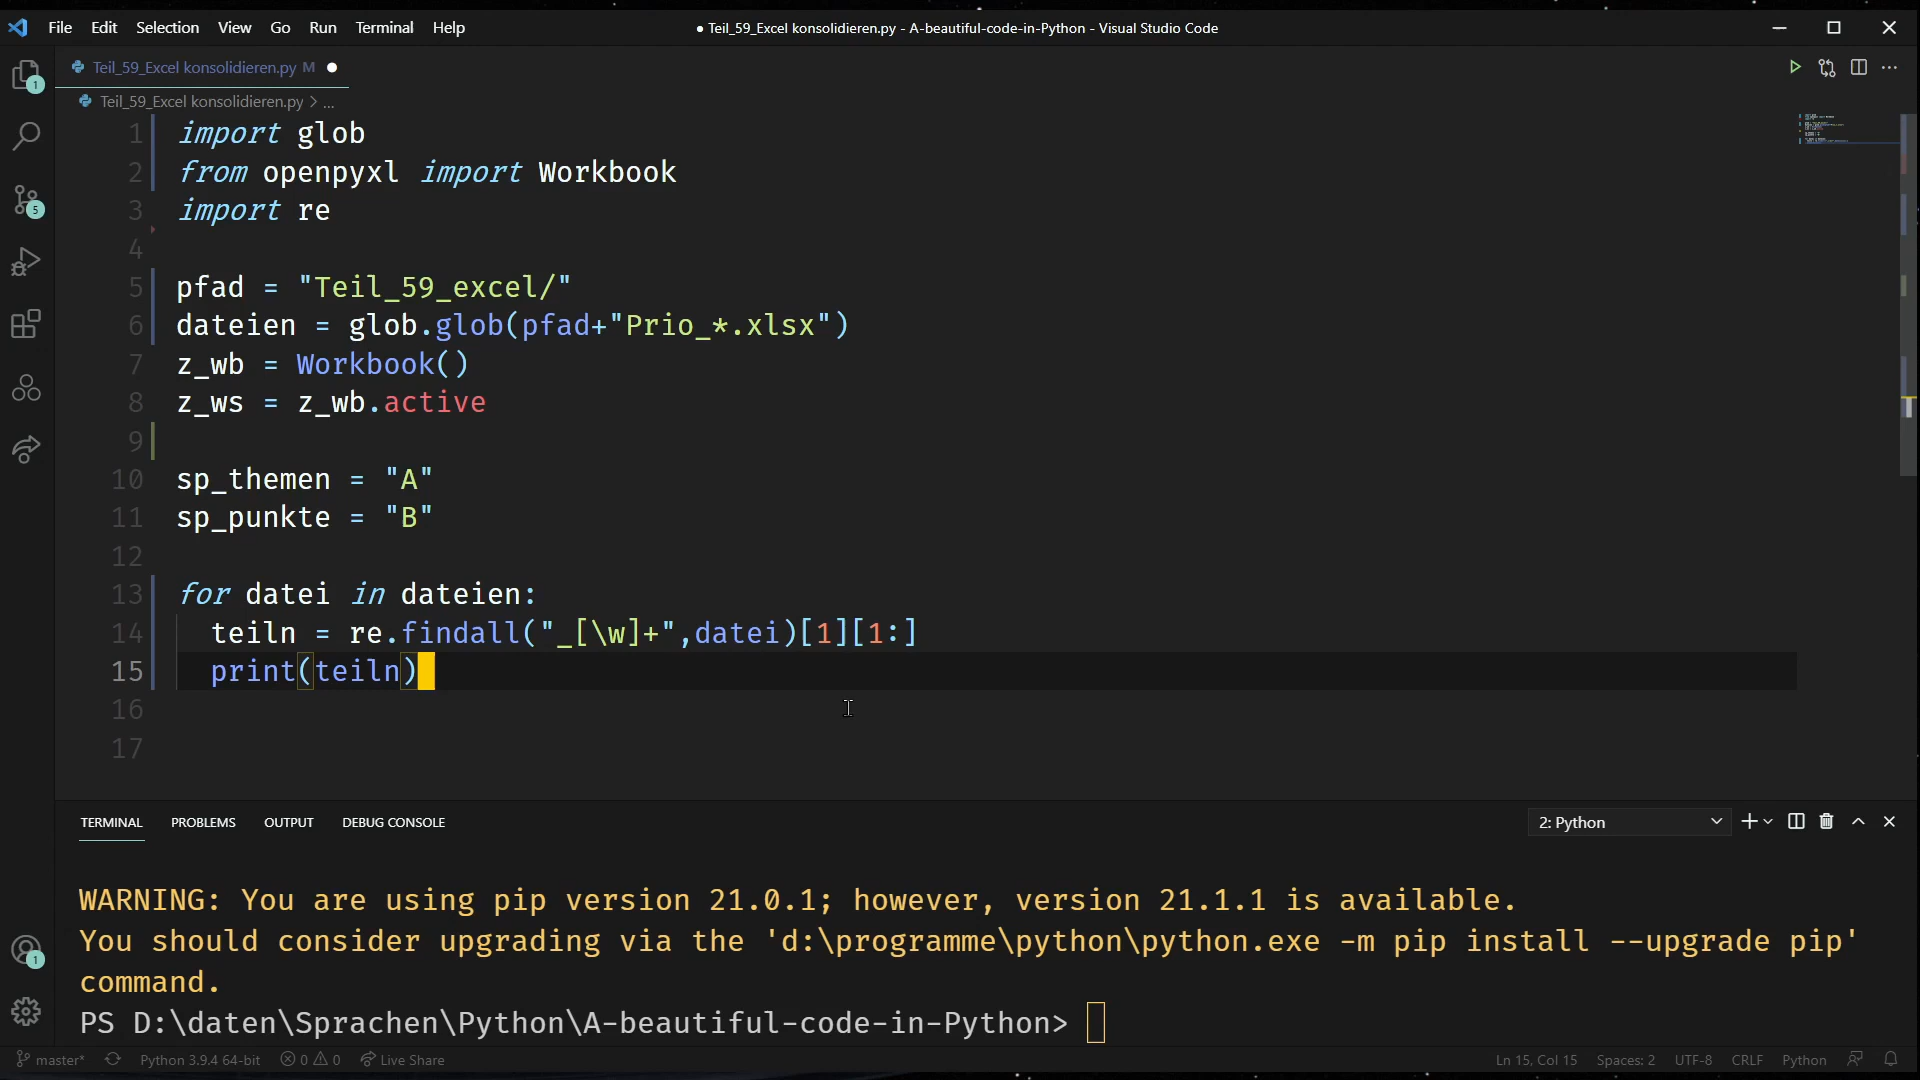 File Edit Selection View Go Run Terminal Help
● Teil_59_Excel konsolidieren.py - A-beautiful-code-in-Python - Visual Studio Code
Teil_59_Excel konsolidieren.py M
Teil_59_Excel konsolidieren.py > ...
1 import glob
2 from openpyxl import Workbook
3 import re
4
5 pfad = "Teil_59_excel/"
6 dateien = glob.glob(pfad+"Prio_*.xlsx")
7 z_wb = Workbook()
8 z_ws = z_wb.active
9
10 sp_themen = "A"
11 sp_punkte = "B"
12
13 for datei in dateien:
14 teiln = re.findall("_[\w]+",datei)[1][1:]
15 print(teiln)
16
17
1
5
1
TERMINAL PROBLEMS OUTPUT DEBUG CONSOLE
2: Python
WARNING: You are using pip version 21.0.1; however, version 21.1.1 is available.
You should consider upgrading via the 'd:\programme\python\python.exe -m pip install --upgrade pip'
command.
PS D:\daten\Sprachen\Python\A-beautiful-code-in-Python>
master* Python 3.9.4 64-bit 0 0 Live Share
Ln 15, Col 15 Spaces: 2 UTF-8 CRLF Python